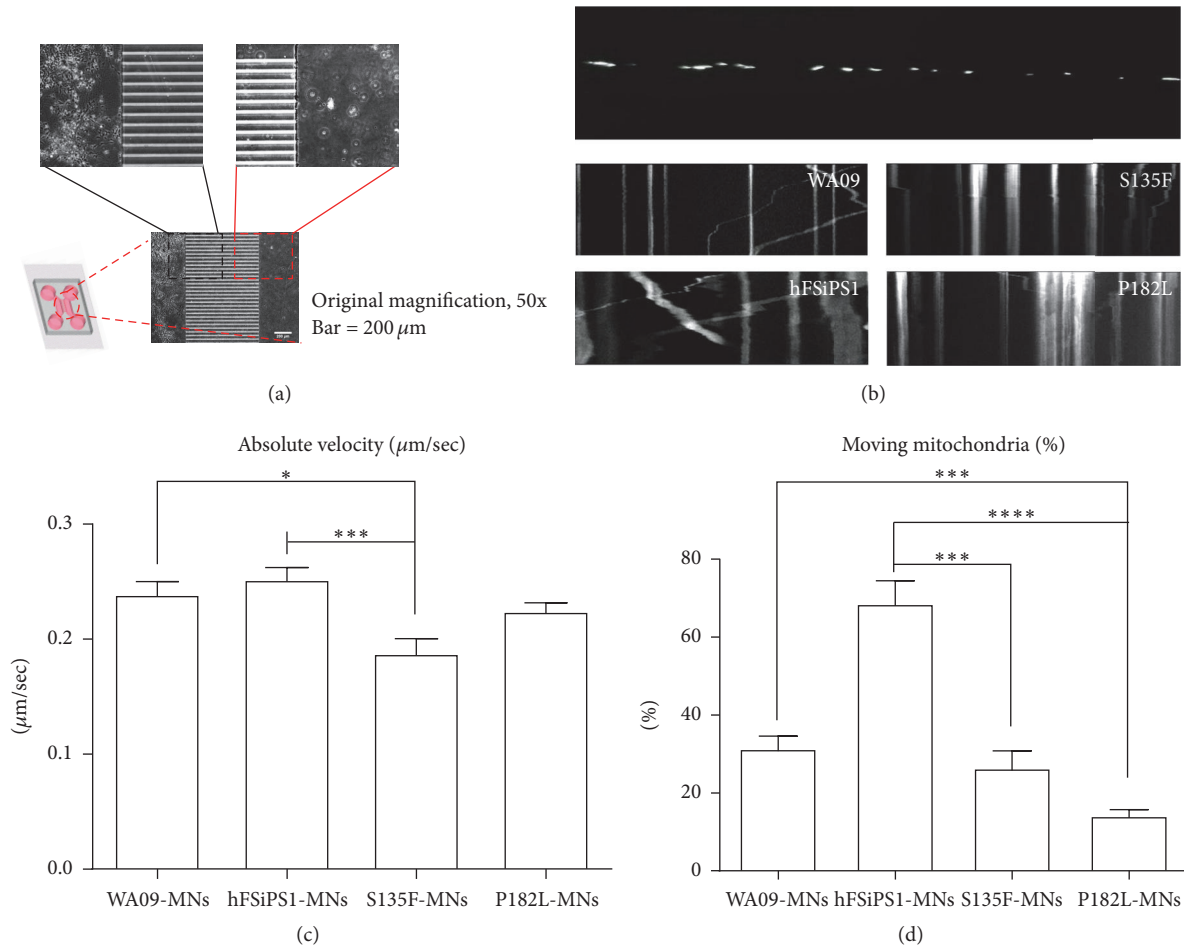 200 μm
Original magnification, 50x
Bar = 200 μm
(a)
WA09
S135F
hFSiPS1
P182L
(b)
Absolute velocity (μm/sec)
*
***
0.3
0.2
0.1
0.0
(μm/sec)
WA09-MNs
hFSiPS1-MNs
S135F-MNs
P182L-MNs
(c)
Moving mitochondria (%)
***
****
***
80
60
40
20
0
(%)
WA09-MNs
hFSiPS1-MNs
S135F-MNs
P182L-MNs
(d)